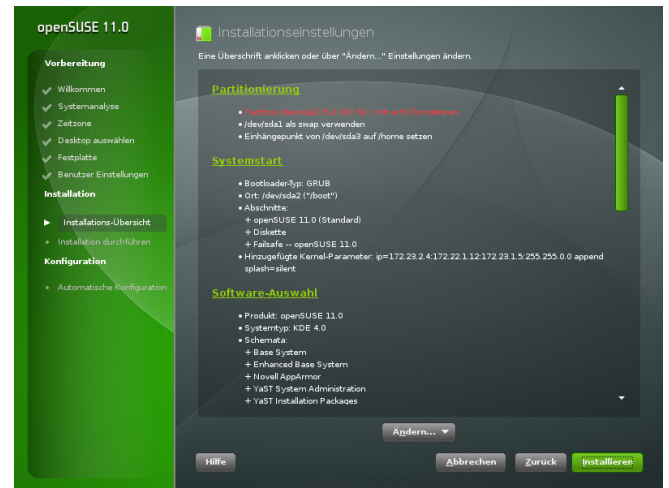 openSUSE 11.0
Vorbereitung
Willkommen
Systemanalyse
Zeitzone
Desktop auswählen
Festplatte
Benutzer Einstellungen
Installation
Installations-Übersicht
Installation durchführen
Konfiguration
Automatische Konfiguration
Installationseinstellungen
Eine Überschrift anklicken oder über "Ändern..." Einstellungen ändern.
Partitionierung
formatieren
• /dev/sda1 als swap verwenden
• Einhängepunkt von /dev/sda3 auf /home setzen
Systemstart
• Bootloader-Typ: GRUB
• Ort: /dev/sda2 ("/boot")
• Abschnitte:
+ openSUSE 11.0 (Standard)
+ Diskette
+ Failsafe -- openSUSE 11.0
• Hinzugefügte Kernel-Parameter: ip=172.23.2.4:172.22.1.12:172.23.1.5:255.255.0.0 append
splash=silent
Software-Auswahl
• Produkt: openSUSE 11.0
• Systemtyp: KDE 4.0
• Schemata:
+ Base System
+ Enhanced Base System
+ Novell AppArmor
+ YaST System Administration
+ YaST Installation Packages
Ändern...
Hilfe
Abbrechen
Zurück
Installieren